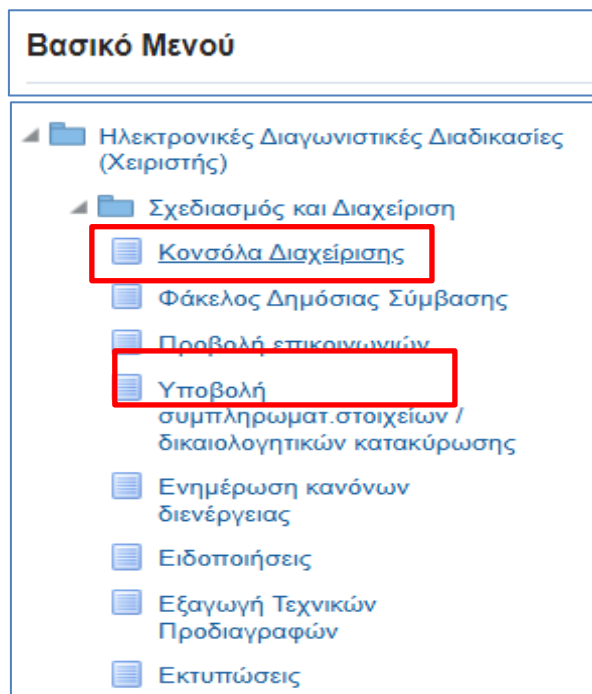 Βασικό Μενού
Ηλεκτρονικές Διαγωνιστικές Διαδικασίες
(Χειριστής)
Σχεδιασμός και Διαχείριση
Κονσόλα Διαχείρισης
Φάκελος Δημόσιας Σύμβασης
Προβολή επικοινωνιών
Υποβολή
συμπληρωματ.στοιχείων /
δικαιολογητικών κατακύρωσης
Ενημέρωση κανόνων
διενέργειας
Ειδοποιήσεις
Εξαγωγή Τεχνικών
Προδιαγραφών
Εκτυπώσεις